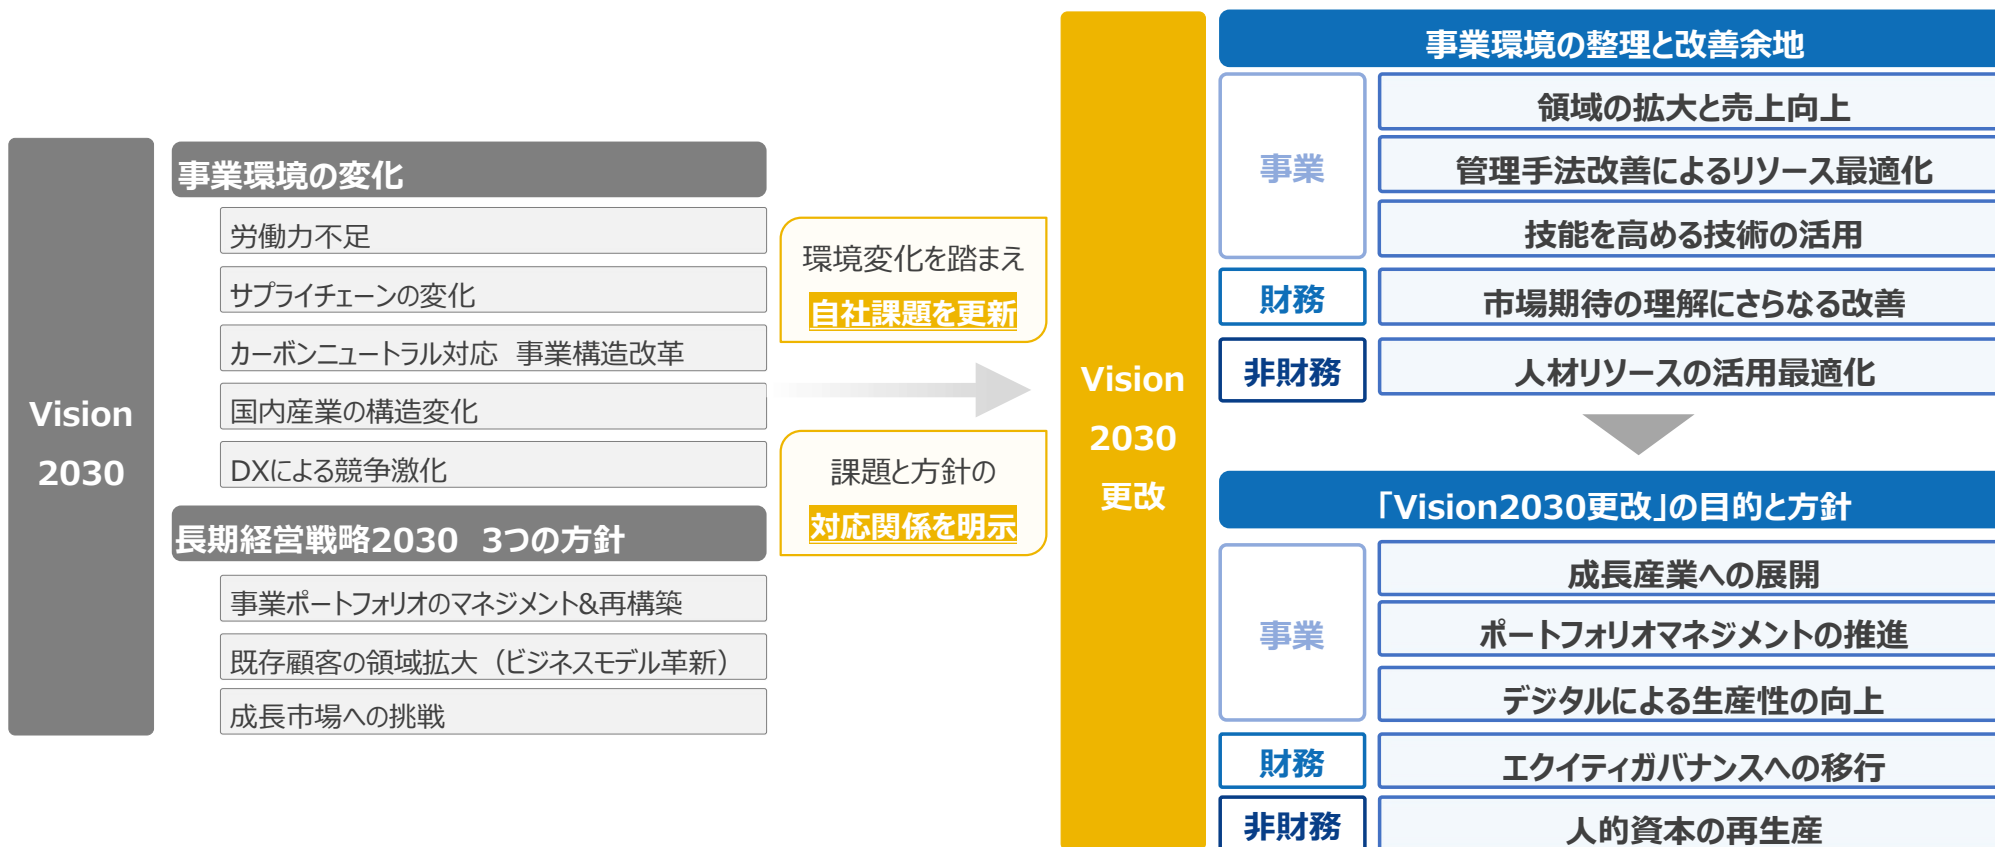 Vision
2030
事業環境の変化
労働力不足
サプライチェーンの変化
カーボンニュートラル対応 事業構造改革
国内産業の構造変化
DXによる競争激化
長期経営戦略2030 3つの方針
事業ポートフォリオのマネジメント&再構築
既存顧客の領域拡大（ビジネスモデル革新）
成長市場への挑戦
環境変化を踏まえ
自社課題を更新
課題と方針の
対応関係を明示
Vision
2030
更改
事業環境の整理と改善余地
事業
領域の拡大と売上向上
管理手法改善によるリソース最適化
技能を高める技術の活用
財務
市場期待の理解にさらなる改善
非財務
人材リソースの活用最適化
「Vision2030更改」の目的と方針
事業
成長産業への展開
ポートフォリオマネジメントの推進
デジタルによる生産性の向上
財務
エクイティガバナンスへの移行
非財務
人的資本の再生産